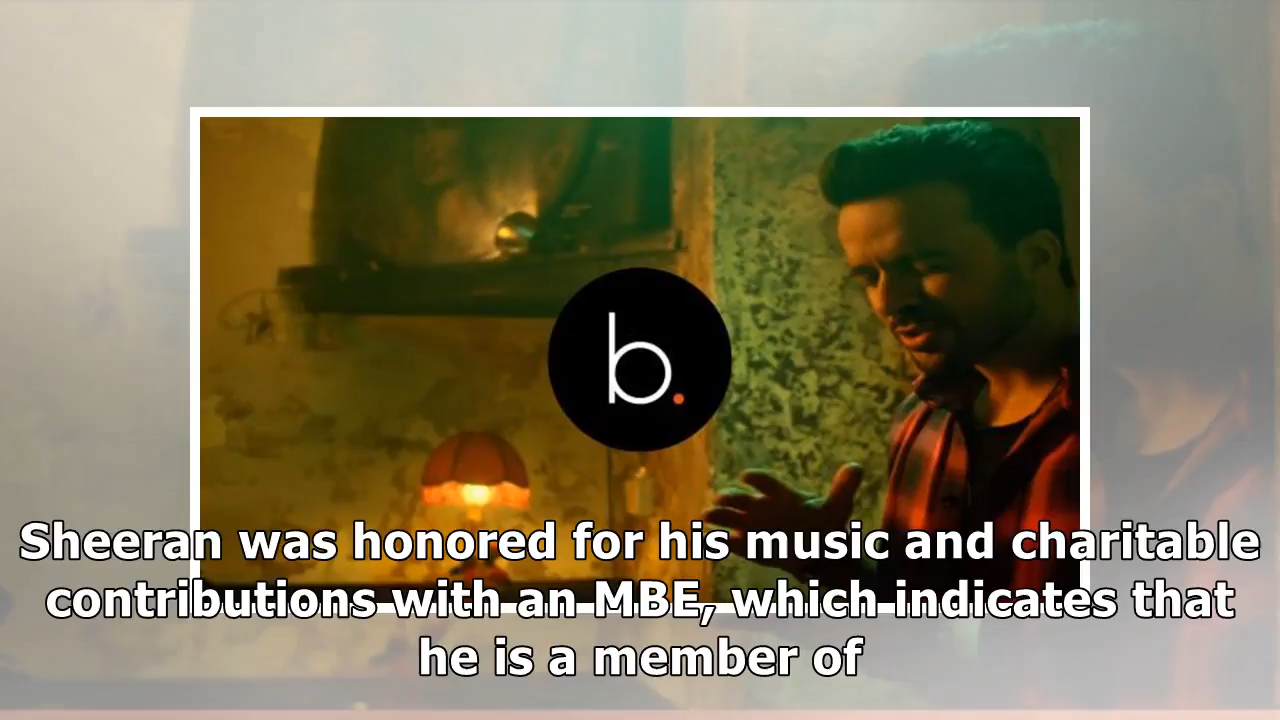 b.
Sheeran was honored for his music and charitable
contributions with an MBE, which indicates that
he is a member of